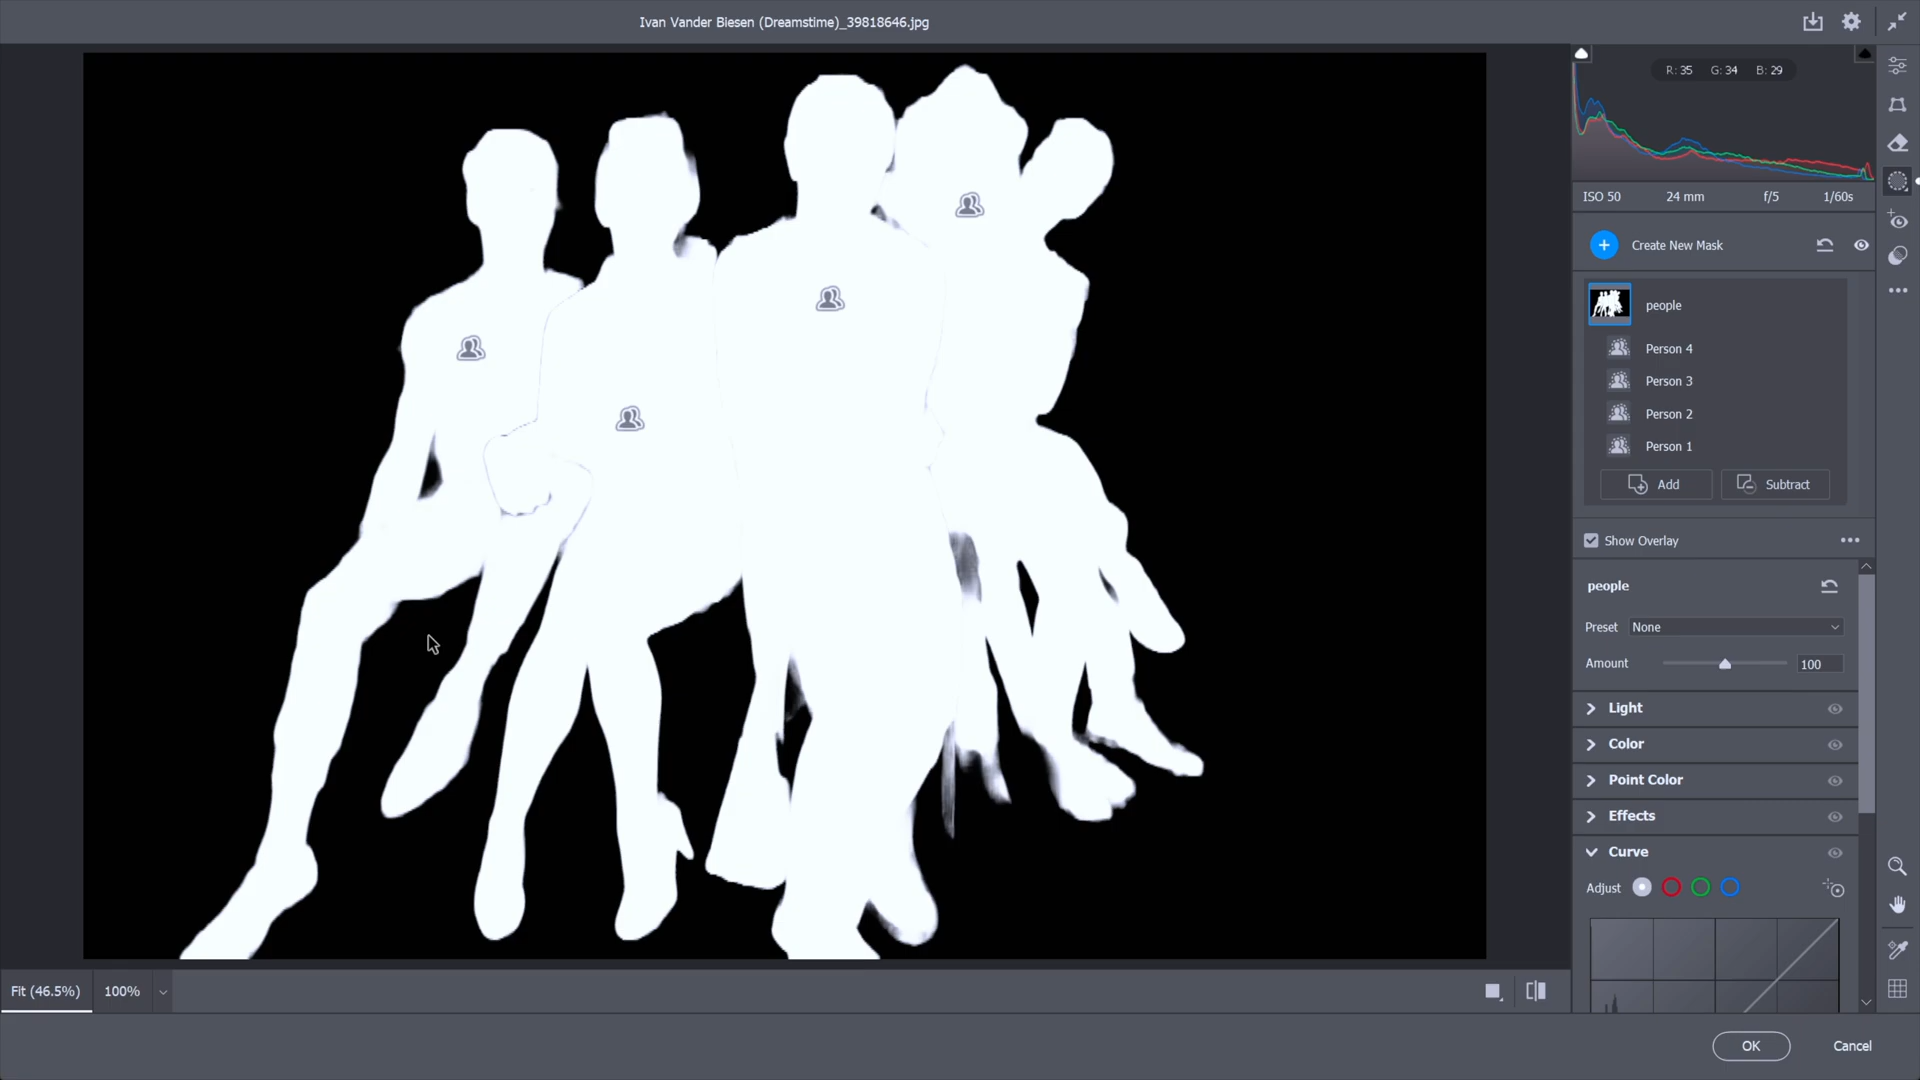 Ivan Vander Biesen (Dreamstime)_39818646.jpg
R: 35 G: 34 B: 29
ISO 50 24 mm f/5 1/60s
Create New Mask
people
Person 4
Person 3
Person 2
Person 1
Add Subtract
Show Overlay
people
Preset None
Amount 100
Light
Color
Point Color
Effects
Curve
Adjust
Fit (46.5%) 100%
OK Cancel